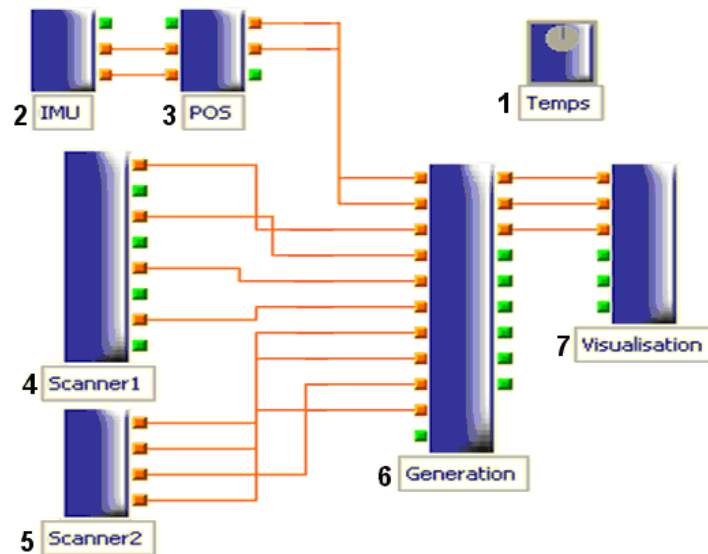 2 IMU
3 POS
1 Temps
4 Scanner1
5 Scanner2
6 Generation
7 Visualisation